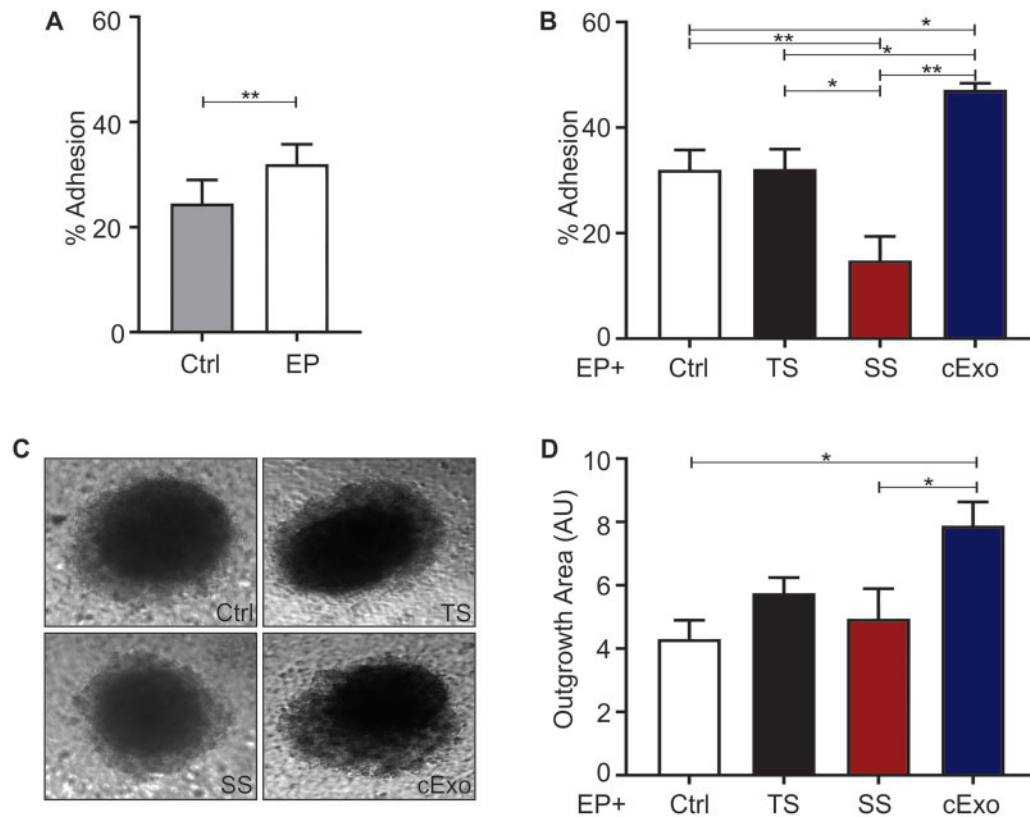 A
60
40
20
0
% Adhesion
**
Ctrl EP
B
60
40
20
0
% Adhesion
*
**
*
**
*
EP+ Ctrl TS SS cExo
C
Ctrl TS
SS cExo
D
10
8
6
4
2
0
Outgrowth Area (AU)
*
*
EP+ Ctrl TS SS cExo